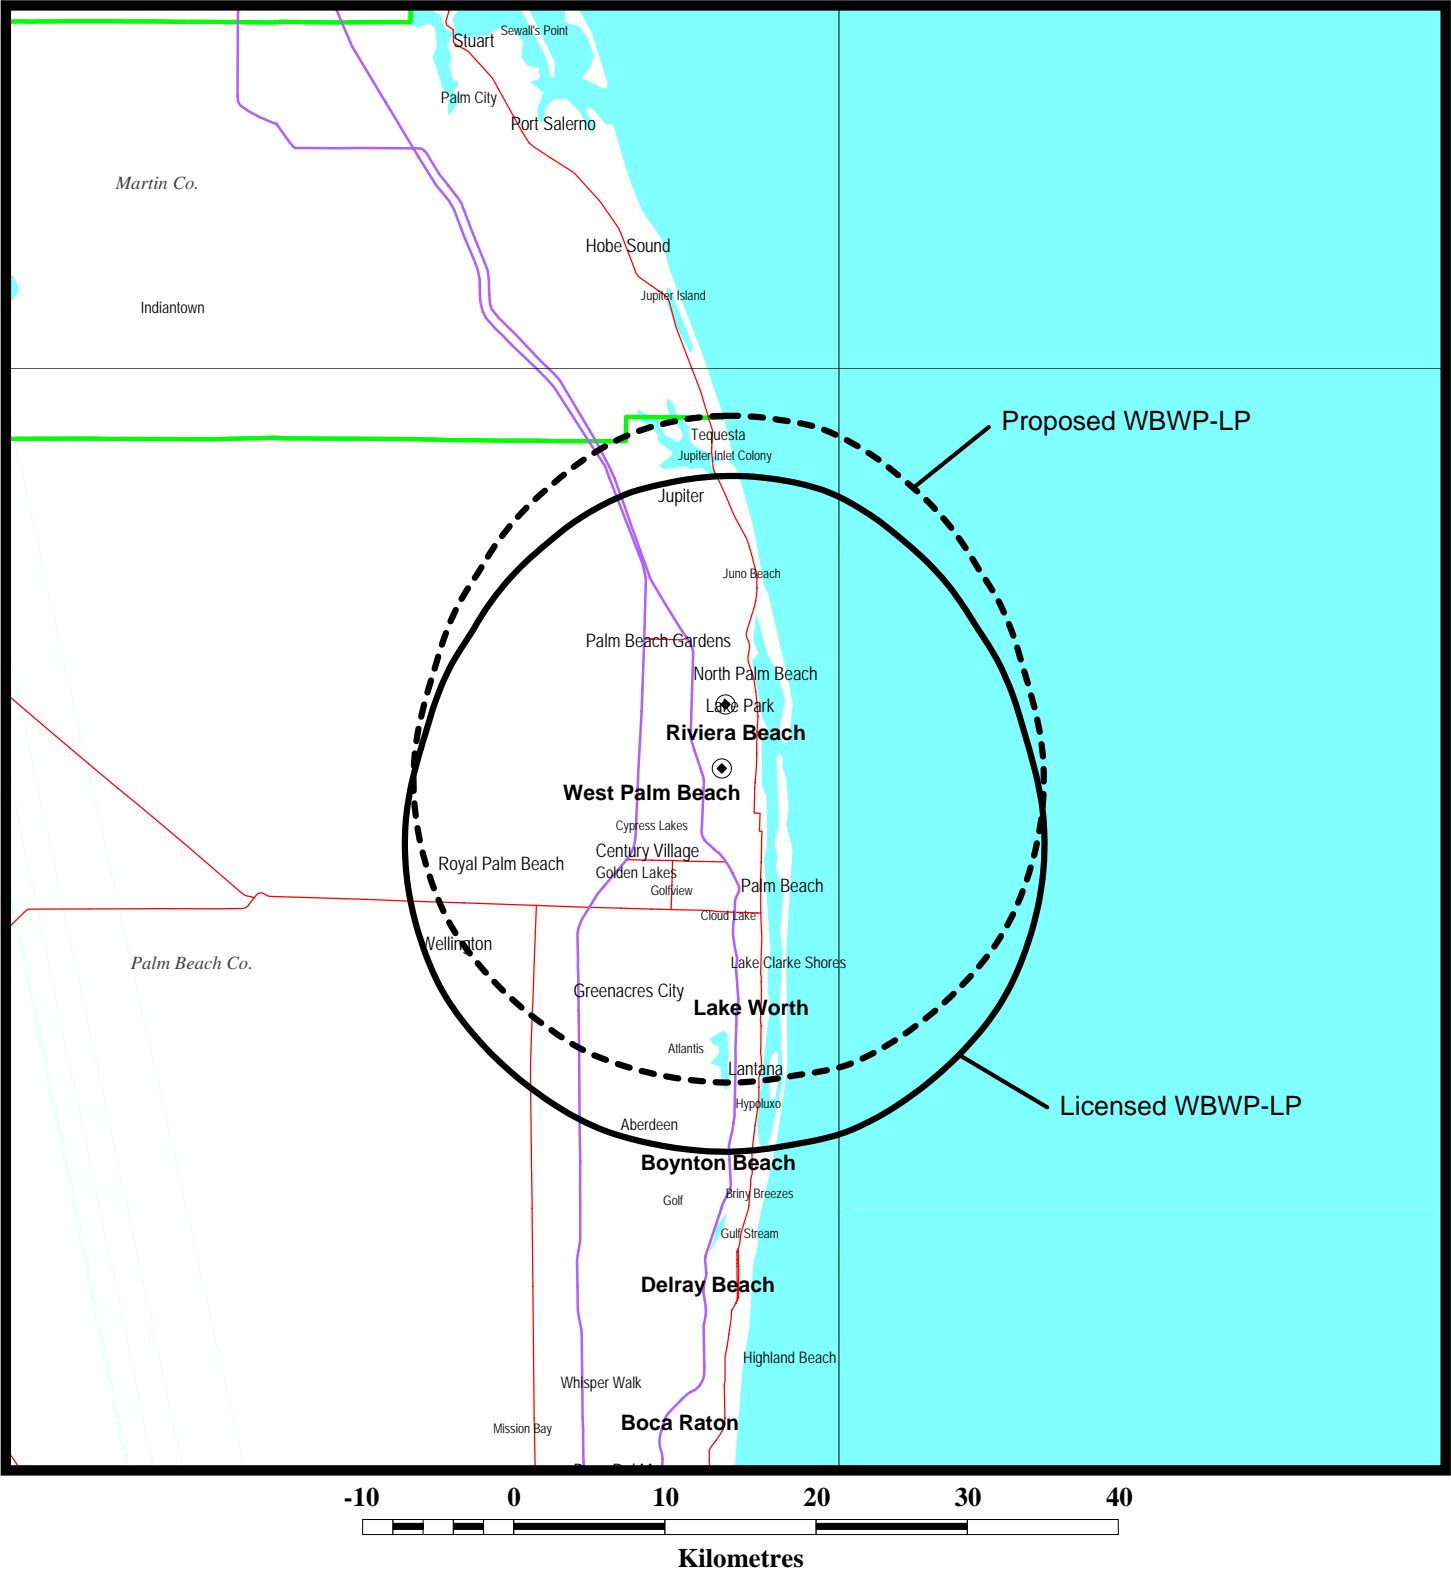 Sewall's Point
Stuart
Palm City
Port Salerno
Martin Co.
Hobe Sound
Jupiter Island
Indiantown
Proposed WBWP-LP
Tequesta
Jupiter Inlet Colony
Jupiter
Juno Beach
Palm Beach Gardens
North Palm Beach
Lake Park
Riviera Beach
West Palm Beach
Cypress Lakes
Century Village
Royal Palm Beach
Golden Lakes
Golfview
Palm Beach
Cloud Lake
Wellington
Palm Beach Co.
Lake Clarke Shores
Greenacres City
Lake Worth
Atlantis
Lantana
Hypoluxo
Licensed WBWP-LP
Aberdeen
Boynton Beach
Briny Breezes
Golf
Gulf Stream
Delray Beach
Highland Beach
Whisper Walk
Boca Raton
Mission Bay
-10 0 10 20 30 40
Kilometres